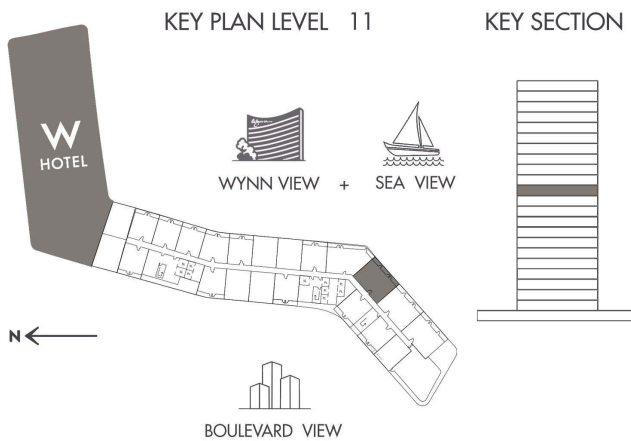 KEY PLAN LEVEL 11
KEY SECTION
W
HOTEL
WYNN VIEW + SEA VIEW
N
BOULEVARD VIEW